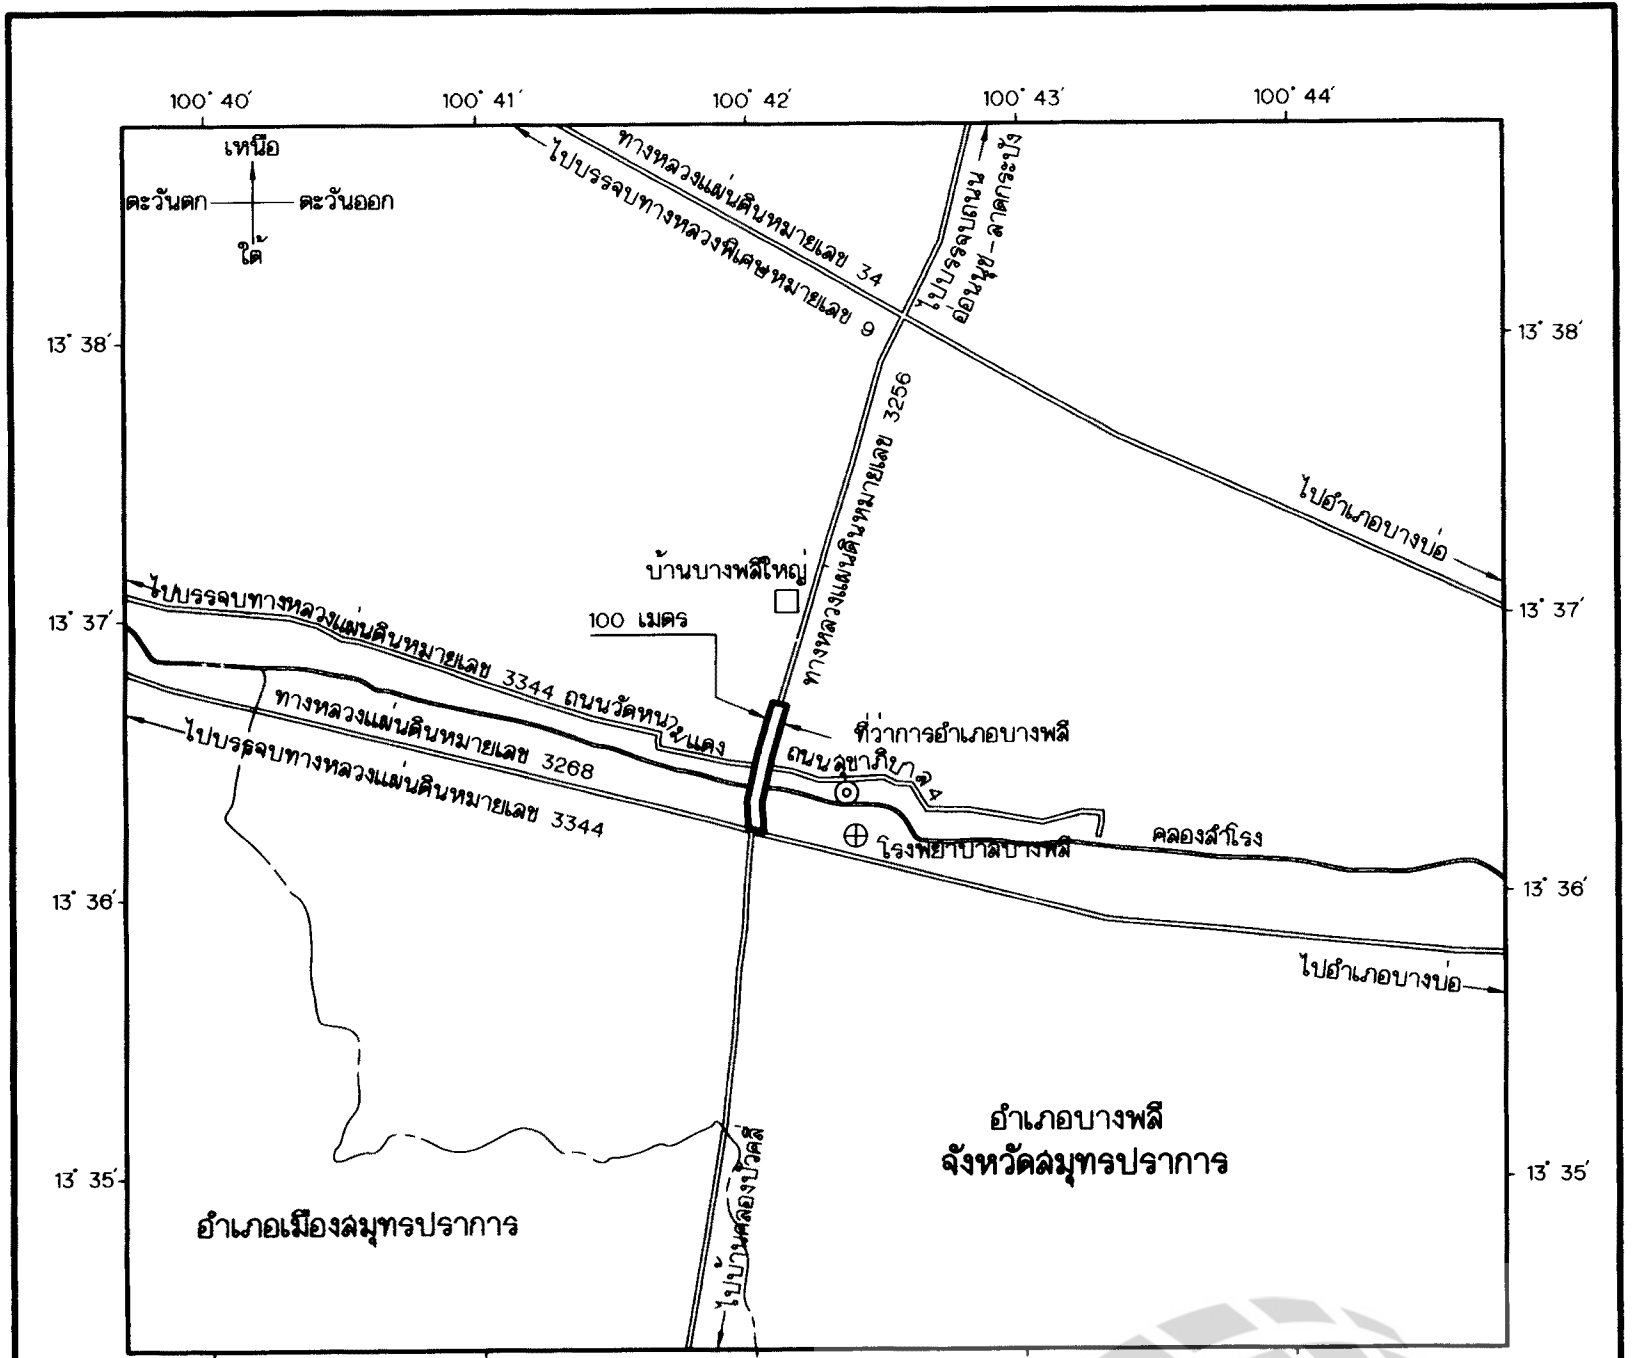 100° 40′ 100° 41′ 100° 42′ 100° 43′ 100° 44′
เหนือ
ตะวันตก ตะวันออก
ใต้
ทางหลวงแผ่นดินหมายเลข 34
ไปบรรจบทางหลวงพิเศษหมายเลข 9
ไปบรรจบถนน
อ่อนนุช-ลาดกระบัง
13° 38′ 13° 38′
ทางหลวงแผ่นดินหมายเลข 3256
ไปอำเภอบางบ่อ
บ้านบางพลีใหญ่
13° 37′ 13° 37′
100 เมตร
ไปบรรจบทางหลวงแผ่นดินหมายเลข 3344 ถนนวัดหนามแดง
ทางหลวงแผ่นดินหมายเลข 3268
ไปบรรจบทางหลวงแผ่นดินหมายเลข 3344
ที่ว่าการอำเภอบางพลี
ถนนสุขาภิบาล 4
คลองสำโรง
โรงพยาบาลบางพลี
13° 36′ 13° 36′
ไปอำเภอบางบ่อ
อำเภอบางพลี
จังหวัดสมุทรปราการ
13° 35′ 13° 35′
อำเภอเมืองสมุทรปราการ